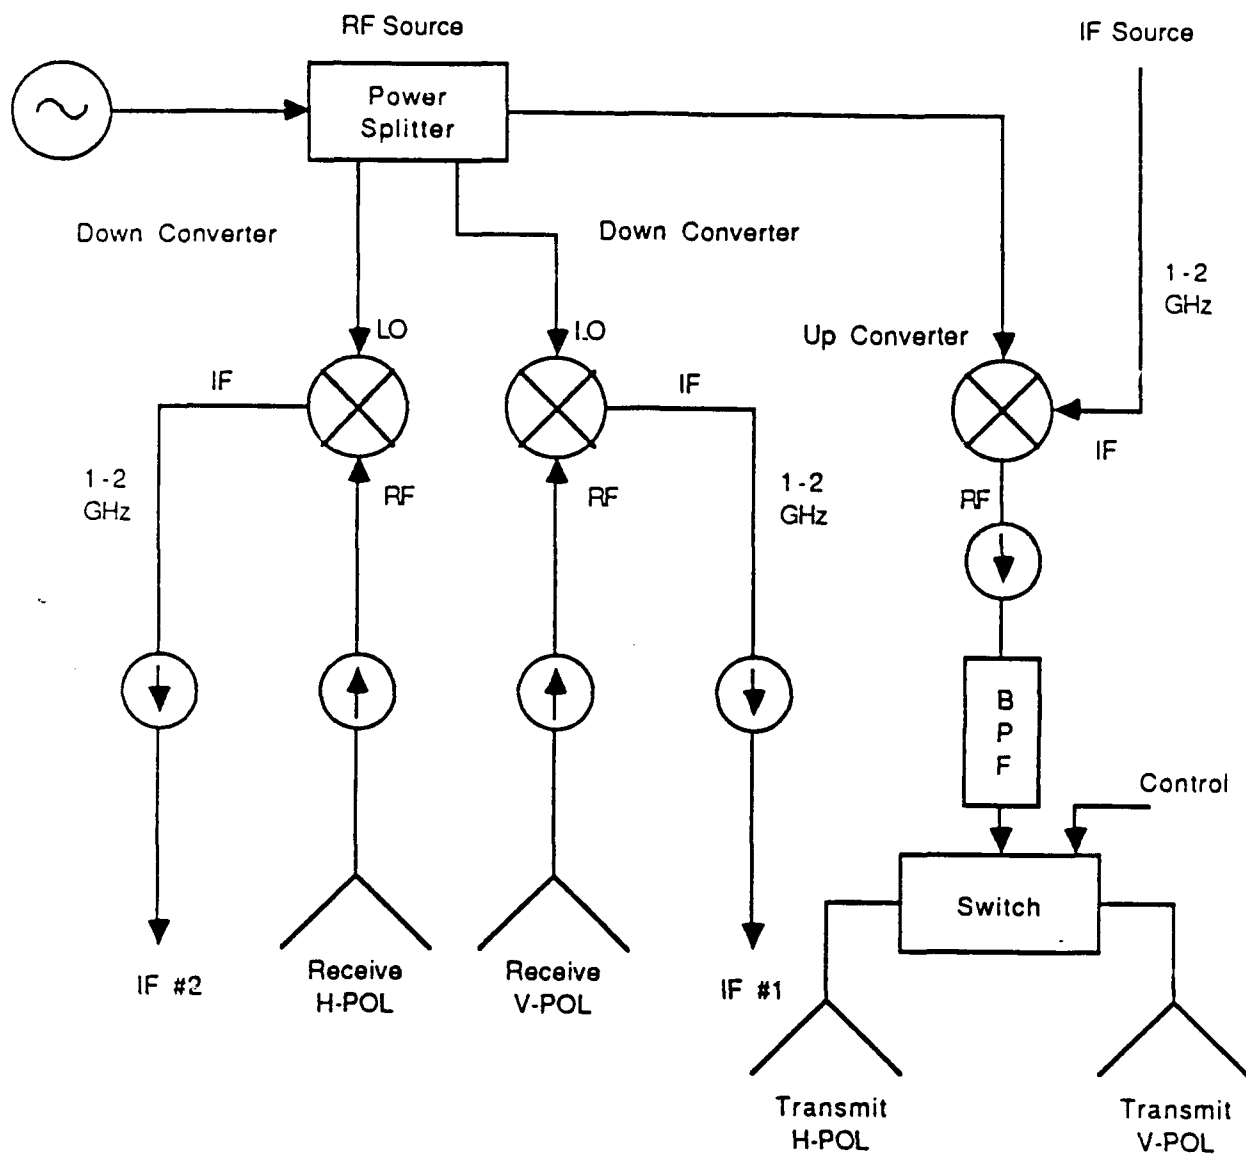 RF Source
IF Source
Power
Splitter
Down Converter
Down Converter
1-2
GHz
LO
LO
Up Converter
IF
IF
IF
1-2
GHz
RF
RF
1-2
GHz
RF
B
P
F
Control
Switch
IF #2
Receive
H-POL
Receive
V-POL
IF #1
Transmit
H-POL
Transmit
V-POL